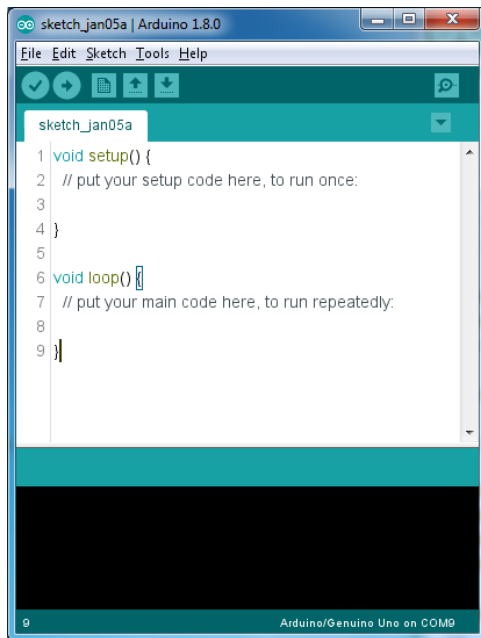 sketch_jan05a | Arduino 1.8.0
File Edit Sketch Tools Help
sketch_jan05a
1 void setup() {
2 // put your setup code here, to run once:
3
4 }
5
6 void loop() {
7 // put your main code here, to run repeatedly:
8
9 }
9 Arduino/Genuino Uno on COM9